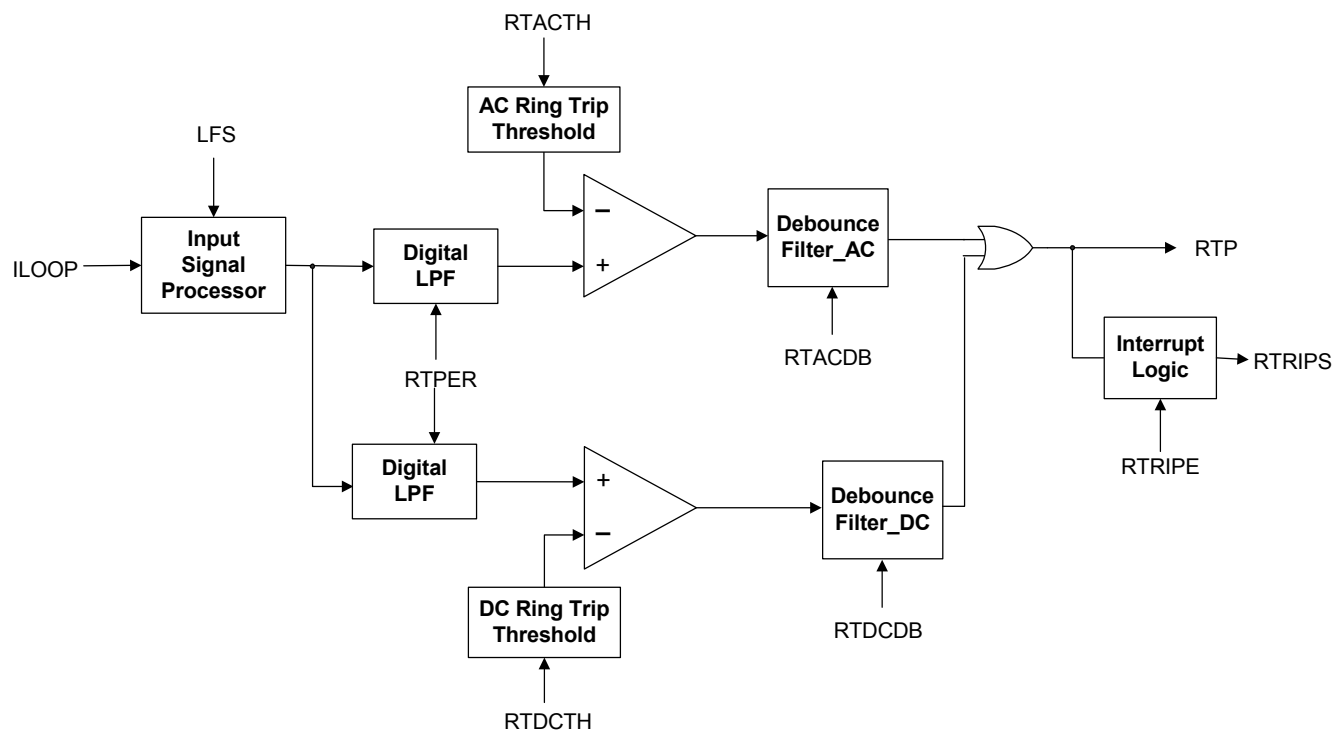 RTACTH
AC Ring Trip
Threshold
LFS
Input
Signal
Processor
ILOOP
Digital
LPF
−
+
Debounce
Filter_AC
RTP
RTPER
RTACDB
Interrupt
Logic
RTRIPS
RTRIPE
Digital
LPF
+
−
Debounce
Filter_DC
DC Ring Trip
Threshold
RTDCDB
RTDCTH